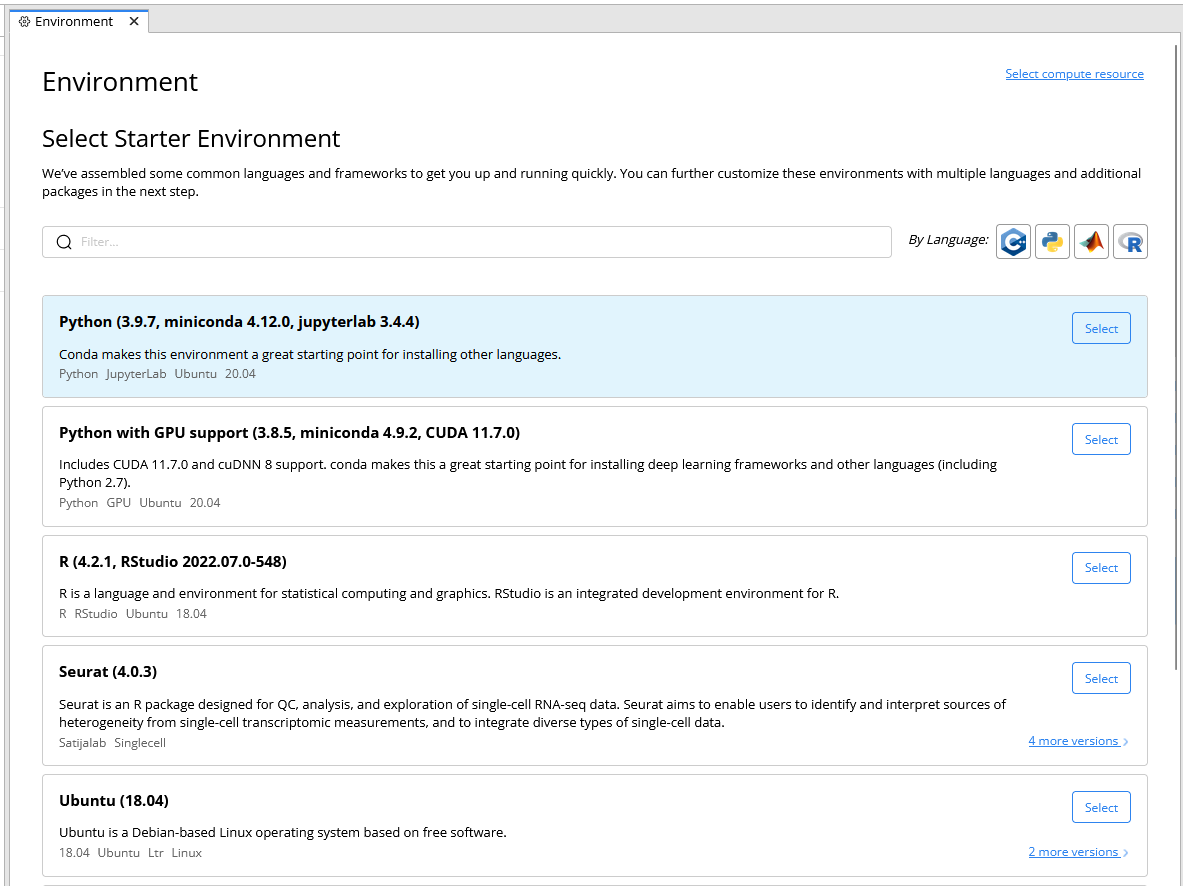 Environment
Environment
Select compute resource
Select Starter Environment
We've assembled some common languages and frameworks to get you up and running quickly. You can further customize these environments with multiple languages and additional
packages in the next step.
Filter...
By Language:
Python (3.9.7, miniconda 4.12.0, jupyterlab 3.4.4)
Select
Conda makes this environment a great starting point for installing other languages.
Python JupyterLab Ubuntu 20.04
Python with GPU support (3.8.5, miniconda 4.9.2, CUDA 11.7.0)
Select
Includes CUDA 11.7.0 and cuDNN 8 support. conda makes this a great starting point for installing deep learning frameworks and other languages (including
Python 2.7).
Python GPU Ubuntu 20.04
R (4.2.1, RStudio 2022.07.0-548)
Select
R is a language and environment for statistical computing and graphics. RStudio is an integrated development environment for R.
R RStudio Ubuntu 18.04
Seurat (4.0.3)
Select
Seurat is an R package designed for QC, analysis, and exploration of single-cell RNA-seq data. Seurat aims to enable users to identify and interpret sources of
heterogeneity from single-cell transcriptomic measurements, and to integrate diverse types of single-cell data.
Satijalab Singlecell
4 more versions
Ubuntu (18.04)
Select
Ubuntu is a Debian-based Linux operating system based on free software.
18.04 Ubuntu Ltr Linux
2 more versions